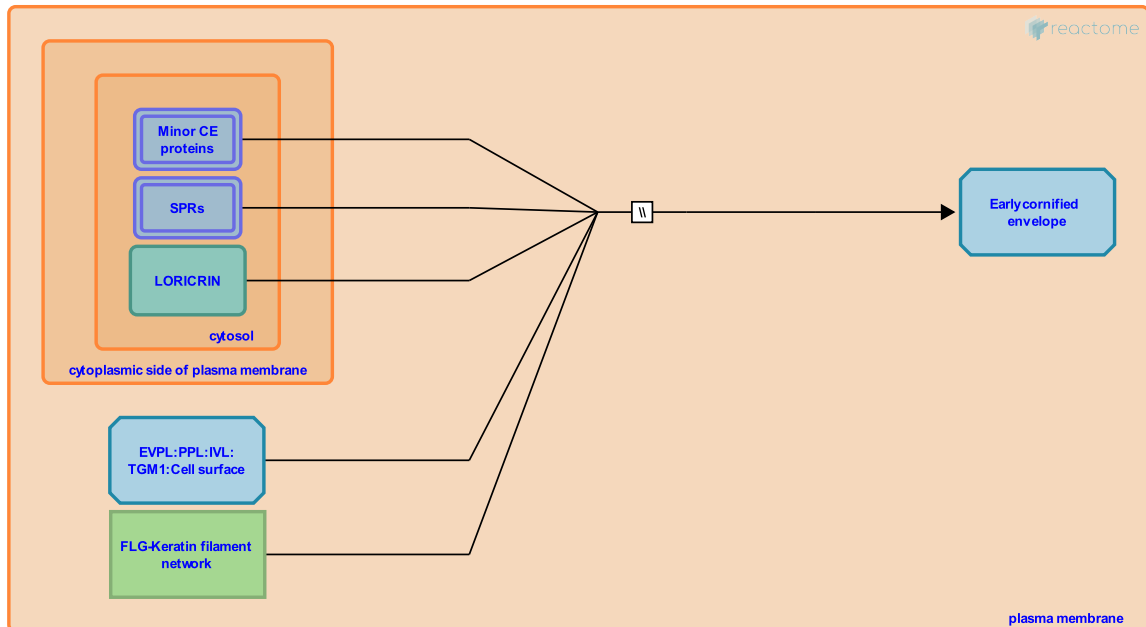 reactome
Minor CE
proteins
SPRs
LORICRIN
cytosol
cytoplasmic side of plasma membrane
EVPL:PPL:IVL:
TGM1:Cell surface
FLG-Keratin filament
network
\\
Early cornified
envelope
plasma membrane